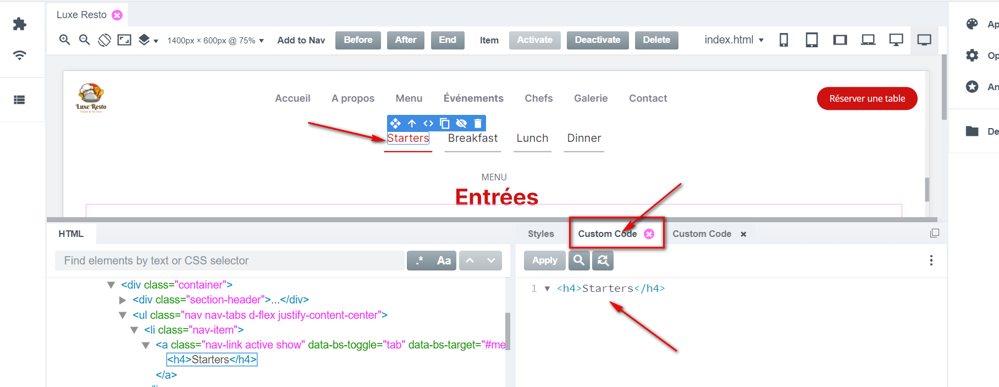 Luxe Resto
1400px × 600px @ 75%
Add to Nav
Before
After
End
Item
Activate
Deactivate
Delete
index.html
Ap
Op
An
De
Luxe Resto
Food & Drinks
Accueil
A propos
Menu
Événements
Chefs
Galerie
Contact
Réserver une table
Starters
Breakfast
Lunch
Dinner
MENU
Entrées
HTML
Find elements by text or CSS selector
.*
Aa
<div class="container">
<div class="section-header">...</div>
<ul class="nav nav-tabs d-flex justify-content-center">
<li class="nav-item">
<a class="nav-link active show" data-bs-toggle="tab" data-bs-target="#me
<h4>Starters</h4>
</a>
Styles
Custom Code
Custom Code
Apply
1 <h4>Starters</h4>